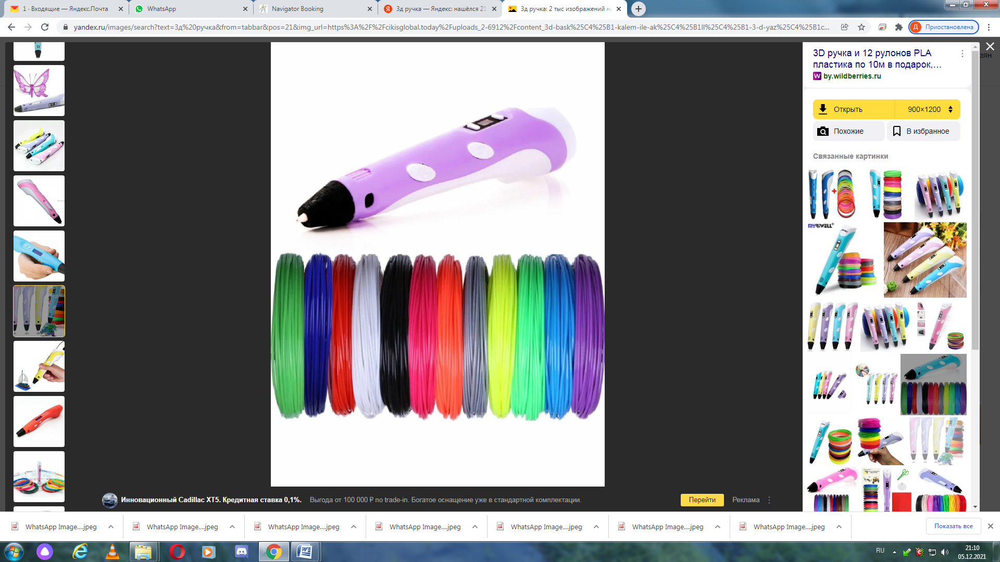 1 · Входящие — Яндекс.Почта
WhatsApp
Navigator Booking
3д ручка — Яндекс: нашёлся 21
3д ручка: 2 тыс изображений на
yandex.ru/images/search?text=3д%20ручка&from=tabbar&pos=21&img_url=https%3A%2F%2Fcikisglobal.today%2Fuploads_2-6912%2Fcontent_3d-bask%25C4%25B1-kalem-ile-ak%25C4%25B1ll%25C4%25B1-3-d-yaz%25C4%25B1c...
Д Приостановлена
3D ручка и 12 рулонов PLA
пластика по 10м в подарок,…
W by.wildberries.ru
зян
Открыть 900×1200
Похожие В избранное
Связанные картинки
MYRIWELL®
Инновационный Cadillac XT5. Кредитная ставка 0,1%. Выгода от 100 000 ₽ по trade-in. Богатое оснащение уже в стандартной комплектации. Перейти Реклама
WhatsApp Image....jpeg
WhatsApp Image....jpeg
WhatsApp Image....jpeg
WhatsApp Image....jpeg
WhatsApp Image....jpeg
WhatsApp Image....jpeg
WhatsApp Image....jpeg
Показать все
RU
21:10
05.12.2021